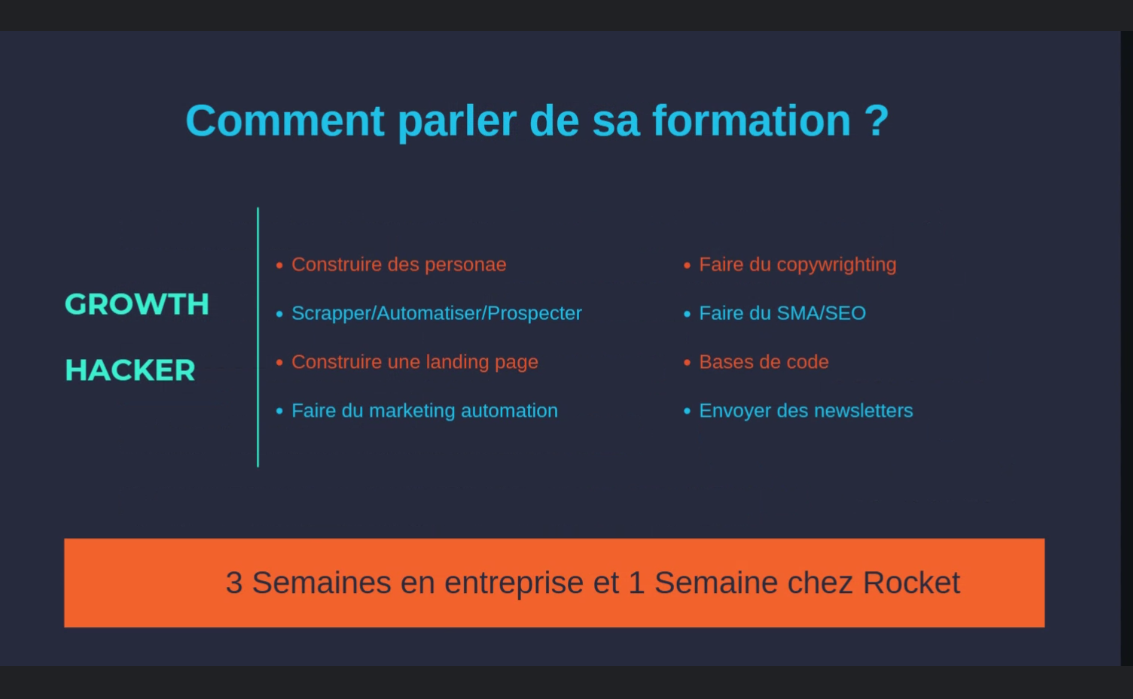 Comment parler de sa formation ?
GROWTH
HACKER
Construire des personae
Scrapper/Automatiser/Prospecter
Construire une landing page
Faire du marketing automation
Faire du copywrighting
Faire du SMA/SEO
Bases de code
Envoyer des newsletters
3 Semaines en entreprise et 1 Semaine chez Rocket